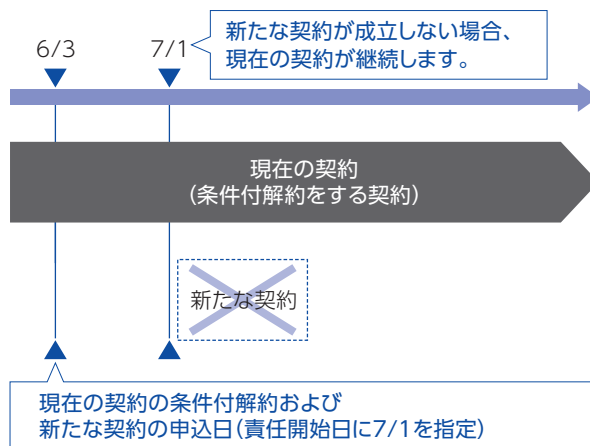 6/3
7/1
新たな契約が成立しない場合、
現在の契約が継続します。
現在の契約
(条件付解約をする契約)
新たな契約
現在の契約の条件付解約および
新たな契約の申込日(責任開始日に7/1を指定)